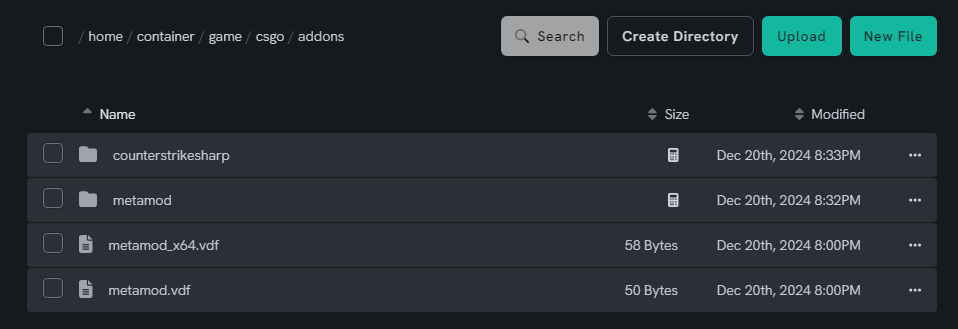 / home / container / game / csgo / addons Search Create Directory Upload New File
Name Size Modified
counterstrikesharp Dec 20th, 2024 8:33PM
metamod Dec 20th, 2024 8:32PM
metamod_x64.vdf 58 Bytes Dec 20th, 2024 8:00PM
metamod.vdf 50 Bytes Dec 20th, 2024 8:00PM